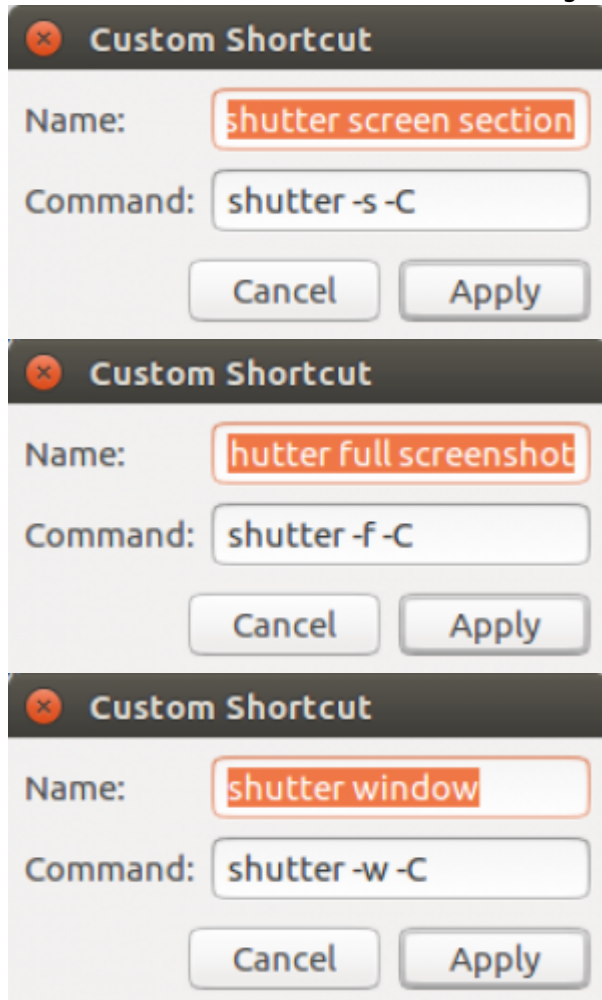 Custom Shortcut
Name: shutter screen section
Command: shutter -s -C
Cancel Apply
Custom Shortcut
Name: hutter full screenshot
Command: shutter -f -C
Cancel Apply
Custom Shortcut
Name: shutter window
Command: shutter -w -C
Cancel Apply